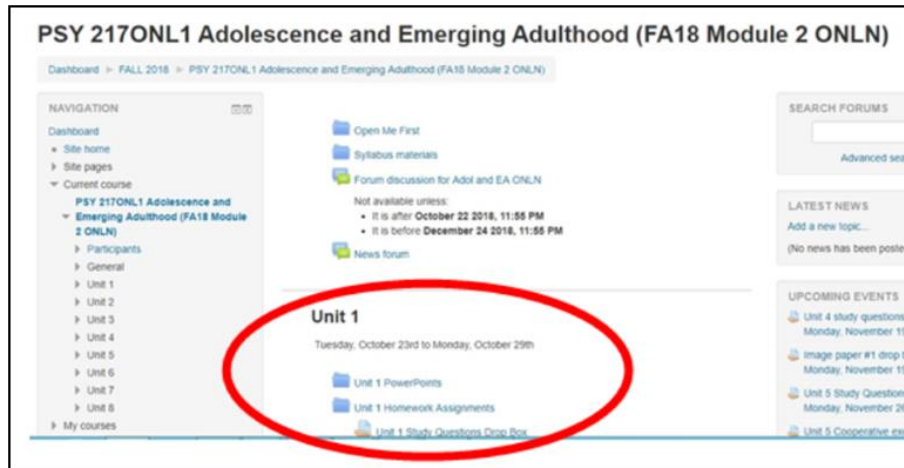 PSY 217ONL1 Adolescence and Emerging Adulthood (FA18 Module 2 ONLN)
Dashboard ► FALL 2018 ► PSY 217ONL1 Adolescence and Emerging Adulthood (FA18 Module 2 ONLN)
NAVIGATION
Dashboard
Site home
Site pages
Current course
PSY 217ONL1 Adolescence and
Emerging Adulthood (FA18 Module
2 ONLN)
Participants
General
Unit 1
Unit 2
Unit 3
Unit 4
Unit 5
Unit 6
Unit 7
Unit 8
My courses
Open Me First
Syllabus materials
Forum discussion for Adol and EA ONLN
Not available unless:
• It is after October 22 2018, 11:55 PM
• It is before December 24 2018, 11:55 PM
News forum
Unit 1
Tuesday, October 23rd to Monday, October 29th
Unit 1 PowerPoints
Unit 1 Homework Assignments
Unit 1 Study Questions Drop Box
SEARCH FORUMS
Advanced sea
LATEST NEWS
Add a new topic...
(No news has been poste
UPCOMING EVENTS
Unit 4 study questions
Monday, November 19
Image paper #1 drop b
Monday, November 19
Unit 5 Study Question
Monday, November 26
Unit 5 Cooperative exa